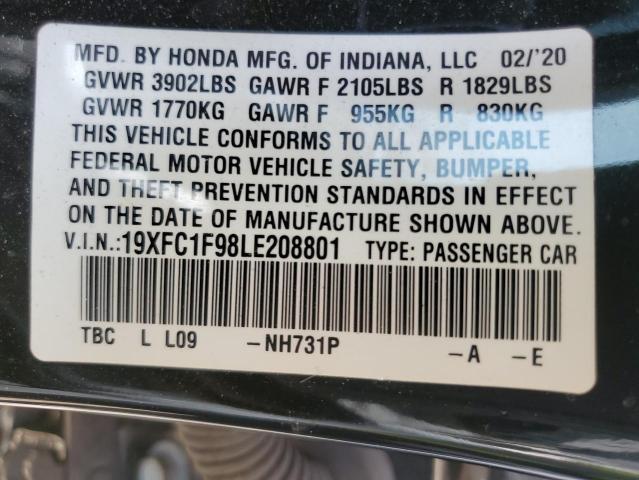 MFD. BY HONDA MFG. OF INDIANA, LLC 02/'20
GVWR 3902LBS GAWR F 2105LBS R 1829LBS
GVWR 1770KG GAWR F 955KG R 830KG
THIS VEHICLE CONFORMS TO ALL APPLICABLE
FEDERAL MOTOR VEHICLE SAFETY, BUMPER,
AND THEFT PREVENTION STANDARDS IN EFFECT
ON THE DATE OF MANUFACTURE SHOWN ABOVE.
V.I.N.:19XFC1F98LE208801 TYPE: PASSENGER CAR
TBC L L09 -NH731P -A -E